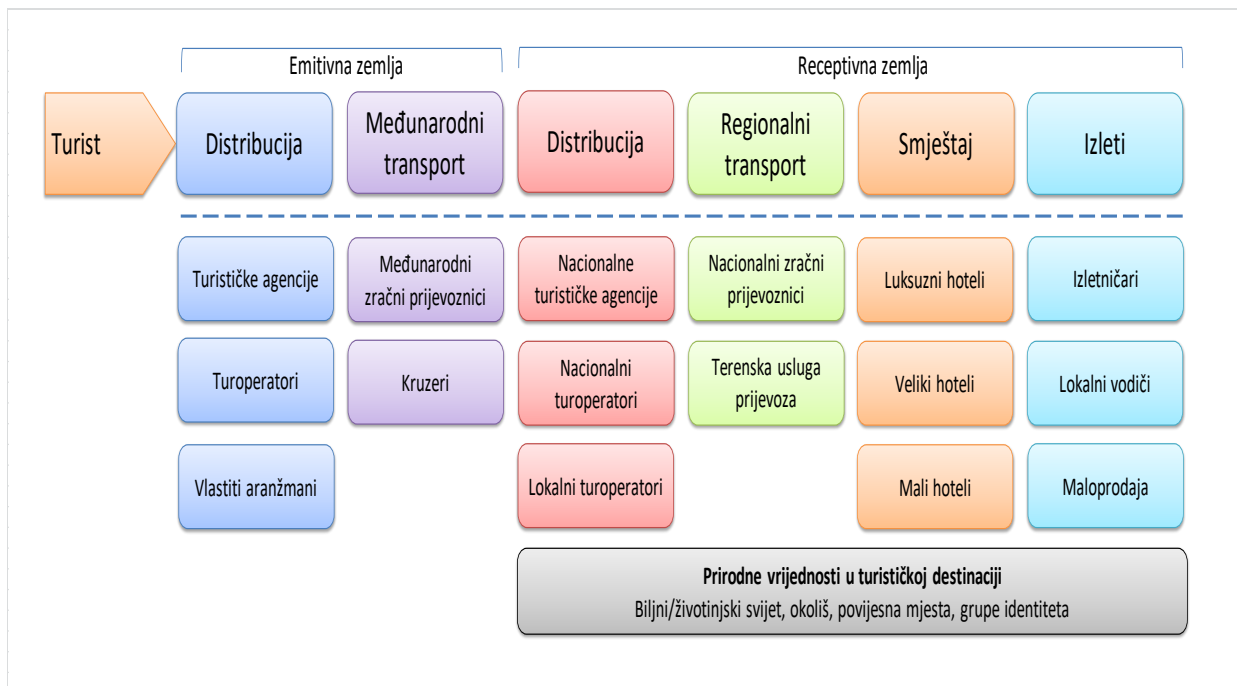 Emitivna zemlja
Receptivna zemlja
Turist
Distribucija
Međunarodni
transport
Distribucija
Regionalni
transport
Smještaj
Izleti
Turističke agencije
Međunarodni
zračni prijevoznici
Nacionalne
turističke agencije
Nacionalni zračni
prijevoznici
Luksuzni hoteli
Izletničari
Turoperatori
Kruzeri
Nacionalni
turoperatori
Terenska usluga
prijevoza
Veliki hoteli
Lokalni vodiči
Vlastiti aranžmani
Lokalni turoperatori
Mali hoteli
Maloprodaja
Prirodne vrijednosti u turističkoj destinaciji
Biljni/životinjski svijet, okoliš, povijesna mjesta, grupe identiteta